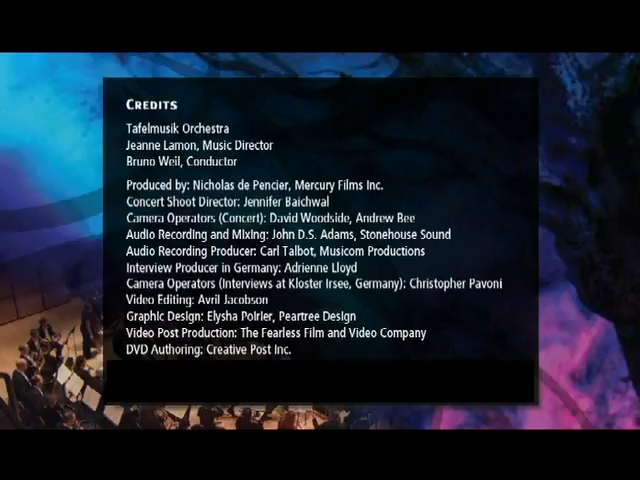 CREDITS
Tafelmusik Orchestra
Jeanne Lamon, Music Director
Bruno Weil, Conductor
Produced by: Nicholas de Pencier, Mercury Films Inc.
Concert Shoot Director: Jennifer Baichwal
Camera Operators (Concert): David Woodside, Andrew Bee
Audio Recording and Mixing: John D.S. Adams, Stonehouse Sound
Audio Recording Producer: Carl Talbot, Musicom Productions
Interview Producer in Germany: Adrienne Lloyd
Camera Operators (Interviews at Kloster Irsee, Germany): Christopher Pavoni
Video Editing: Avril Jacobson
Graphic Design: Elysha Poirier, Peartree Design
Video Post Production: The Fearless Film and Video Company
DVD Authoring: Creative Post Inc.